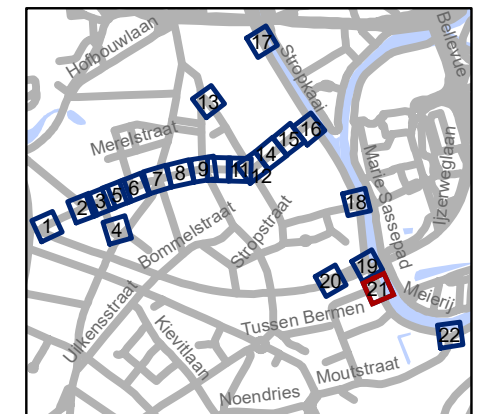 Hofbouwlaan
17
Stropkaai
Bellevue
13
Merelstraat
16
15
14
12
11
9
8
7
6
5
3
2
1
4
Marie Sassepad
Ijzerweglaan
18
Bommelstraat
Stropstraat
19
20
21
Meierij
Uilkensstraat
Tussen Bermen
22
Kievitlaan
Moutstraat
Noendries